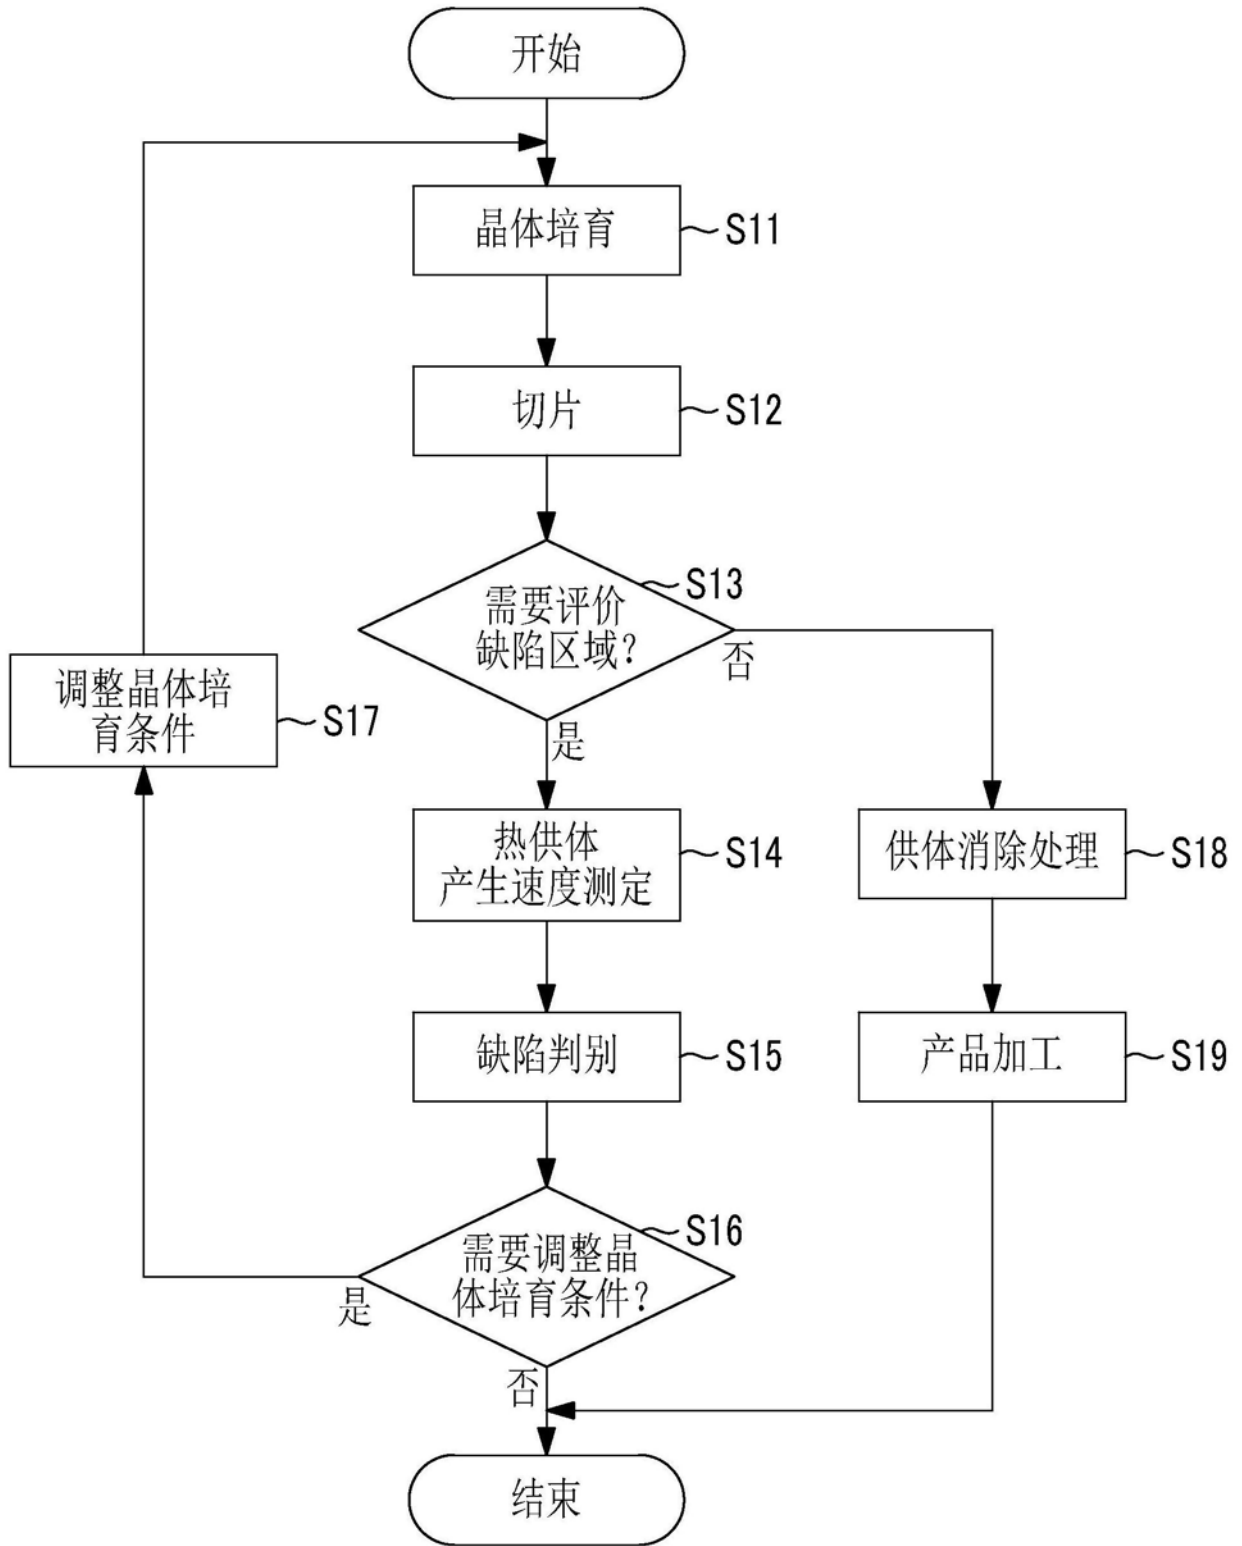 开始
晶体培育
S11
切片
S12
S13
需要评价
缺陷区域?
否
是
调整晶体培
育条件
S17
热供体
产生速度测定
S14
供体消除处理
S18
缺陷判别
S15
产品加工
S19
S16
需要调整晶
体培育条件?
是
否
结束